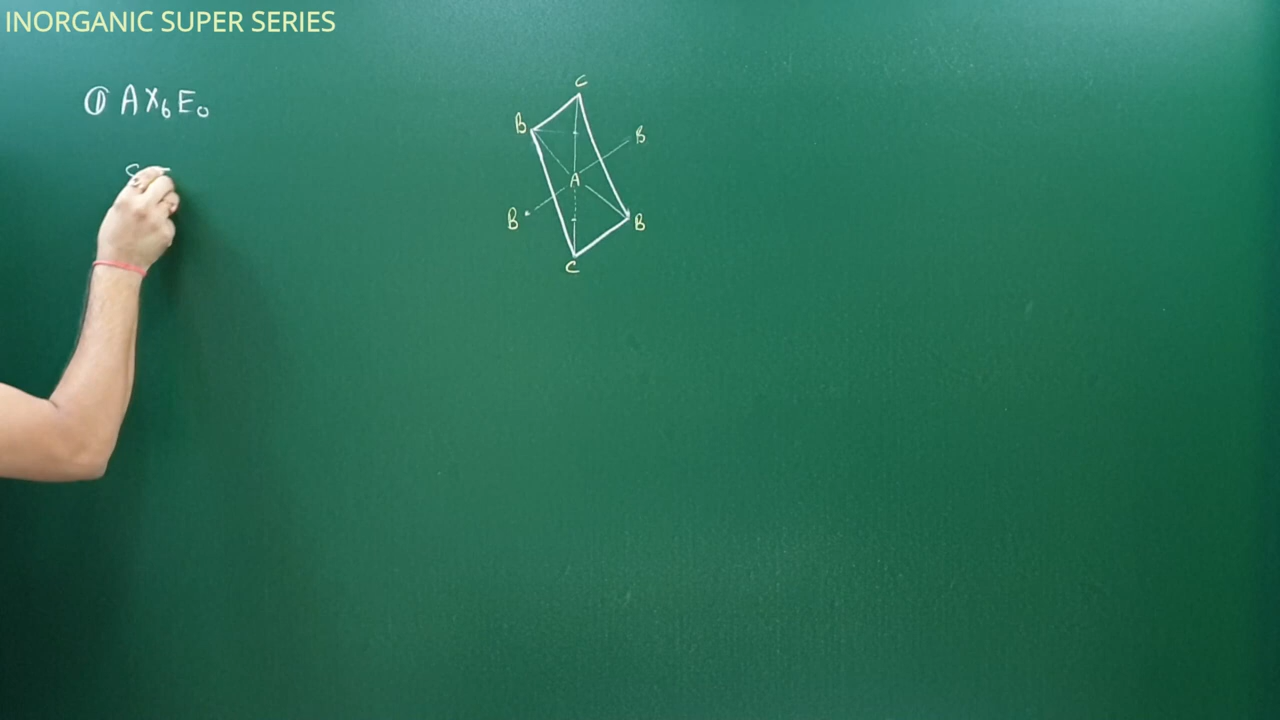 INORGANIC SUPER SERIES
① AX₆E₀
C
B
B
A
B
B
C